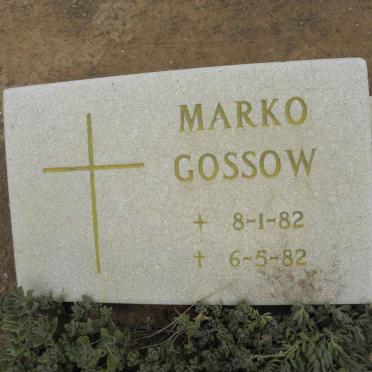 MARKO
GOSSOW
+ 8-1-82
† 6-5-82